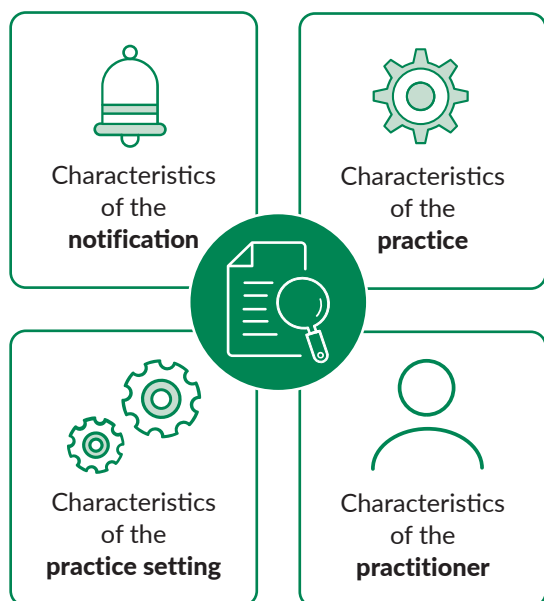 Characteristics
of the
notification
Characteristics
of the
practice
Characteristics
of the
practice setting
Characteristics
of the
practitioner